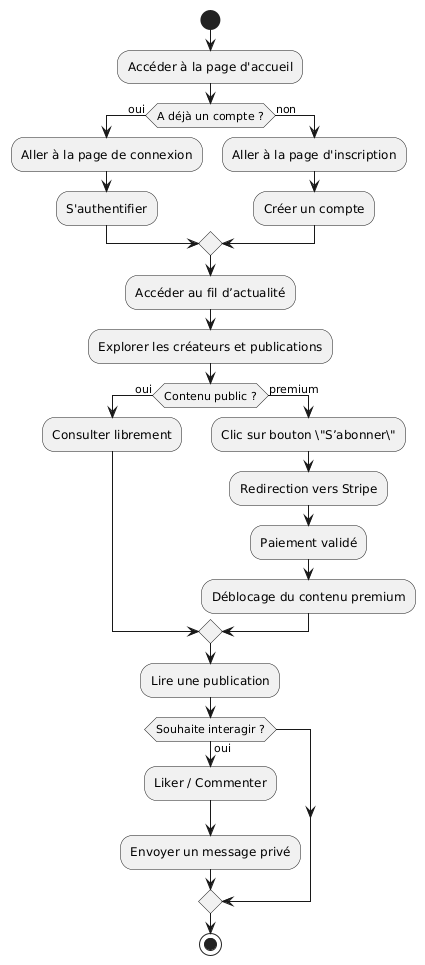 Accéder à la page d'accueil
oui
A déjà un compte ?
non
Aller à la page de connexion
Aller à la page d'inscription
S'authentifier
Créer un compte
Accéder au fil d’actualité
Explorer les créateurs et publications
oui
Contenu public ?
premium
Consulter librement
Clic sur bouton \"S’abonner\"
Redirection vers Stripe
Paiement validé
Déblocage du contenu premium
Lire une publication
Souhaite interagir ?
oui
Liker / Commenter
Envoyer un message privé